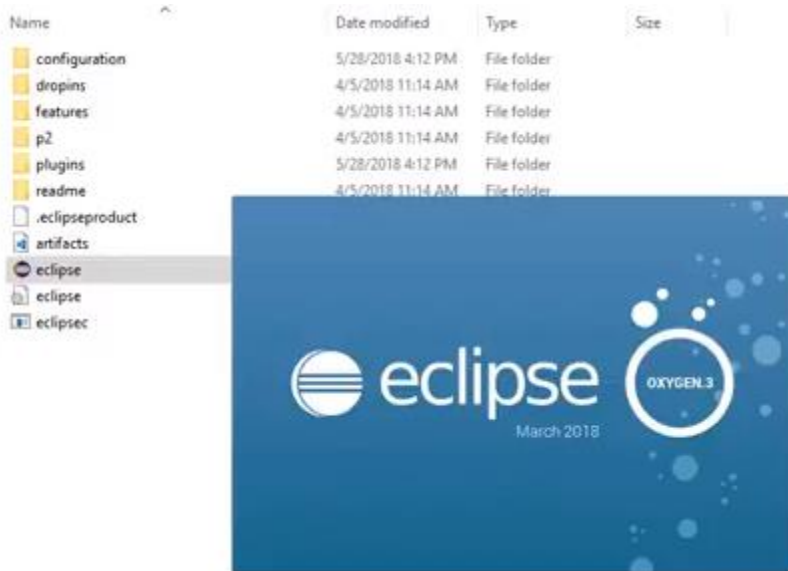 Name Date modified Type Size
configuration 5/28/2018 4:12 PM File folder
dropins 4/5/2018 11:14 AM File folder
features 4/5/2018 11:14 AM File folder
p2 4/5/2018 11:14 AM File folder
plugins 5/28/2018 4:12 PM File folder
readme 4/5/2018 11:14 AM File folder
.eclipseproduct
artifacts
eclipse
eclipse
eclipsec
eclipse
OXYGEN.3
March 2018